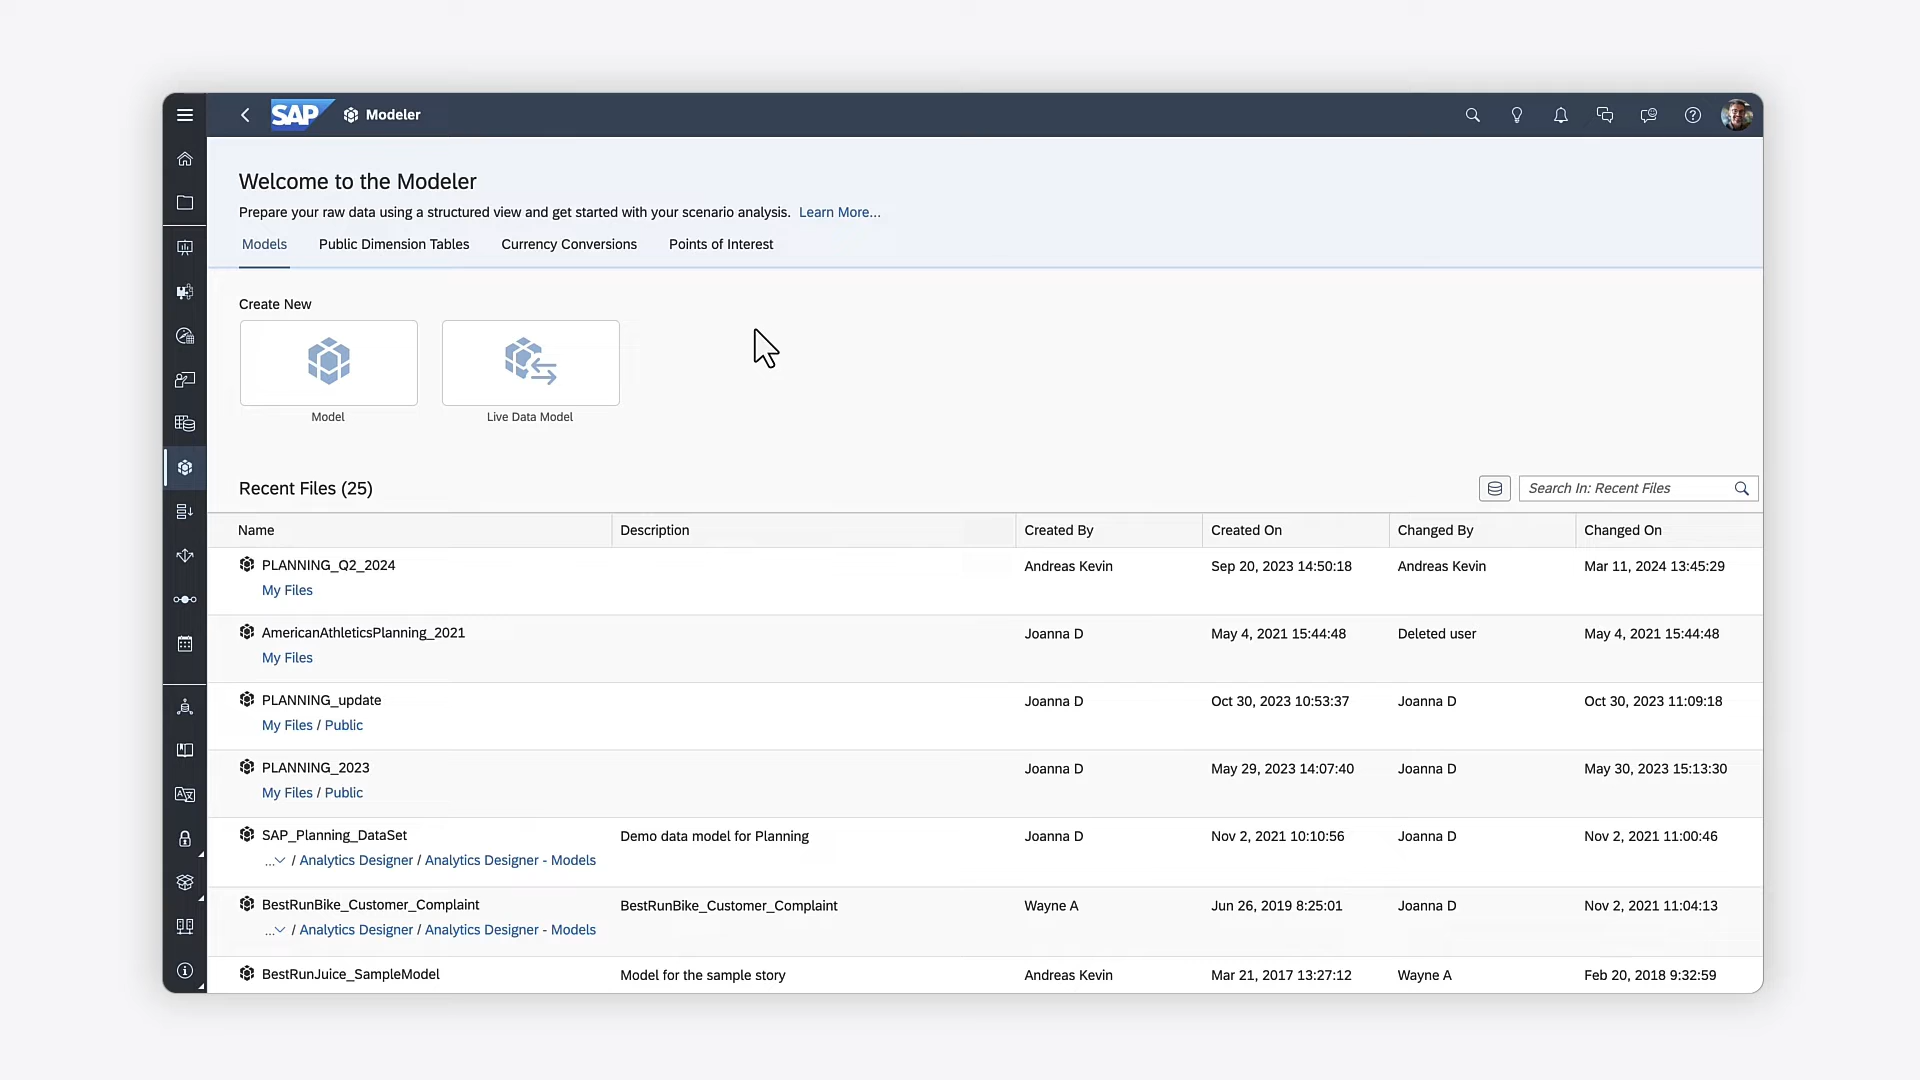 SAP Modeler
Welcome to the Modeler
Prepare your raw data using a structured view and get started with your scenario analysis. Learn More...
Models Public Dimension Tables Currency Conversions Points of Interest
Create New
Model Live Data Model
Recent Files (25) Search In: Recent Files
Name Description Created By Created On Changed By Changed On
PLANNING_Q2_2024 Andreas Kevin Sep 20, 2023 14:50:18 Andreas Kevin Mar 11, 2024 13:45:29
My Files
AmericanAthleticsPlanning_2021 Joanna D May 4, 2021 15:44:48 Deleted user May 4, 2021 15:44:48
My Files
PLANNING_update Joanna D Oct 30, 2023 10:53:37 Joanna D Oct 30, 2023 11:09:18
My Files / Public
PLANNING_2023 Joanna D May 29, 2023 14:07:40 Joanna D May 30, 2023 15:13:30
My Files / Public
SAP_Planning_DataSet Demo data model for Planning Joanna D Nov 2, 2021 10:10:56 Joanna D Nov 2, 2021 11:00:46
... / Analytics Designer / Analytics Designer - Models
BestRunBike_Customer_Complaint BestRunBike_Customer_Complaint Wayne A Jun 26, 2019 8:25:01 Joanna D Nov 2, 2021 11:04:13
... / Analytics Designer / Analytics Designer - Models
BestRunJuice_SampleModel Model for the sample story Andreas Kevin Mar 21, 2017 13:27:12 Wayne A Feb 20, 2018 9:32:59